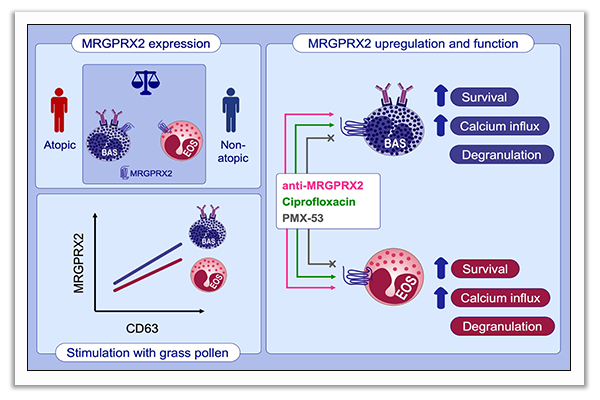 MRGPRX2 expression
Atopic
BAS
EOS
Non-
atopic
MRGPRX2
MRGPRX2
BAS
EOS
CD63
Stimulation with grass pollen
MRGPRX2 upregulation and function
BAS
Survival
Calcium influx
Degranulation
anti-MRGPRX2
Ciprofloxacin
PMX-53
EOS
Survival
Calcium influx
Degranulation